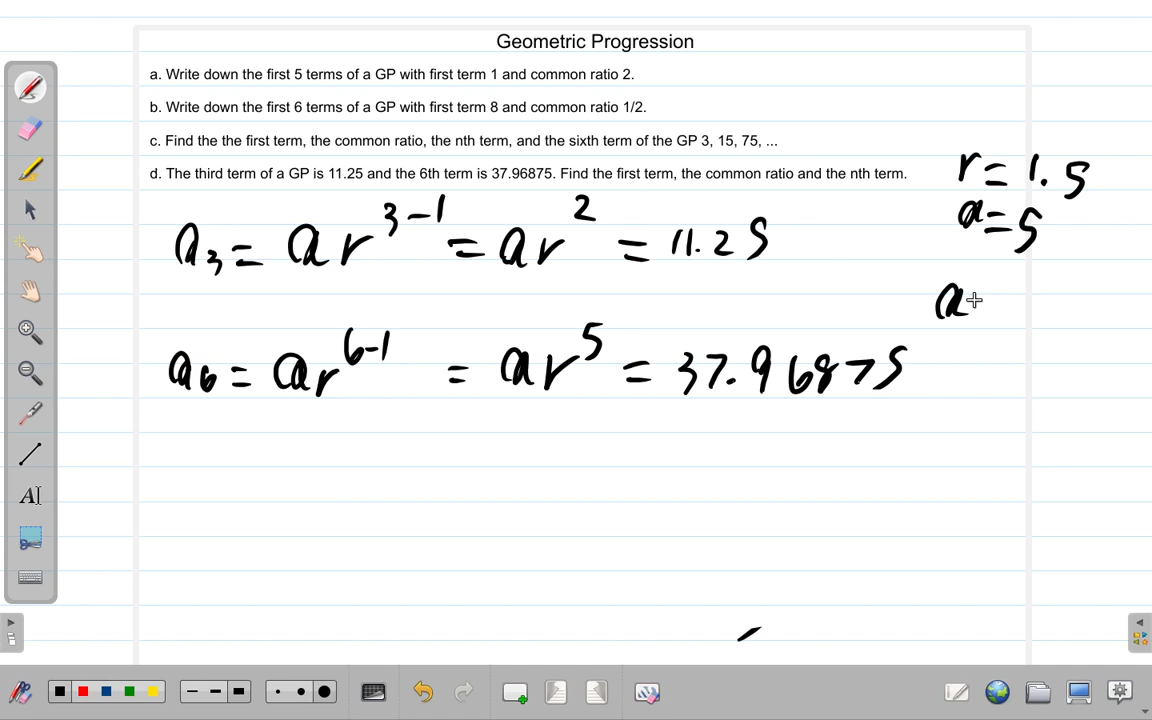 Geometric Progression
a. Write down the first 5 terms of a GP with first term 1 and common ratio 2.
b. Write down the first 6 terms of a GP with first term 8 and common ratio 1/2.
c. Find the the first term, the common ratio, the nth term, and the sixth term of the GP 3, 15, 75, ...
d. The third term of a GP is 11.25 and the 6th term is 37.96875. Find the first term, the common ratio and the nth term.
r = 1.5
a = 5
a₃ = ar³⁻¹ = ar² = 11.25
a
a₆ = ar⁶⁻¹ = ar⁵ = 37.96875
AI